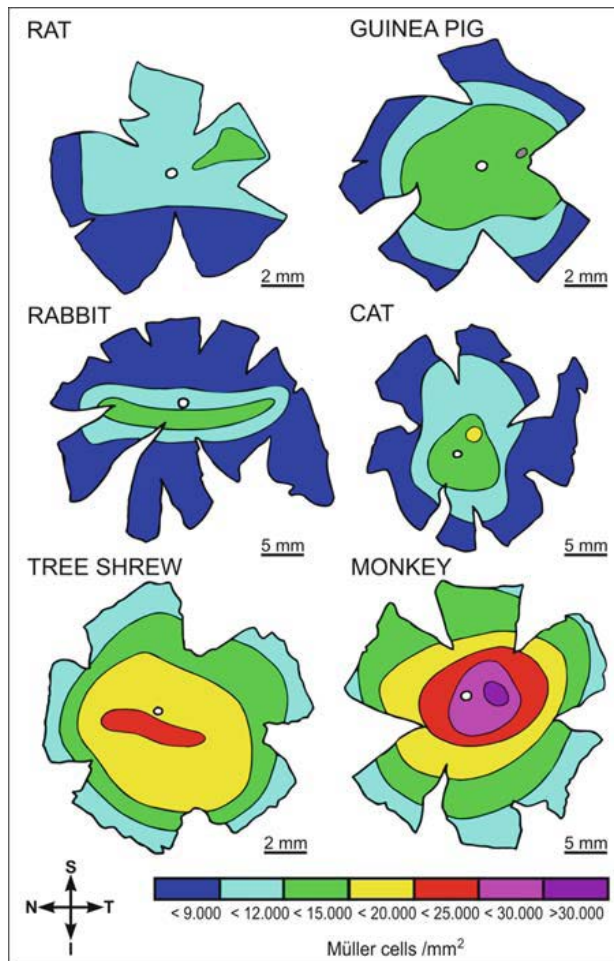 RAT
GUINEA PIG
2 mm
2 mm
RABBIT
CAT
5 mm
5 mm
TREE SHREW
MONKEY
2 mm
5 mm
S
N T
I
< 9.000 < 12.000 < 15.000 < 20.000 < 25.000 < 30.000 >30.000
Müller cells /mm²